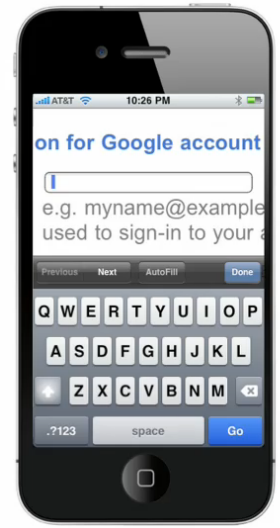 AT&T 10:26 PM
on for Google account
e.g. myname@example
used to sign-in to your a
Previous Next AutoFill Done
Q W E R T Y U I O P
A S D F G H J K L
Z X C V B N M
.?123 space Go